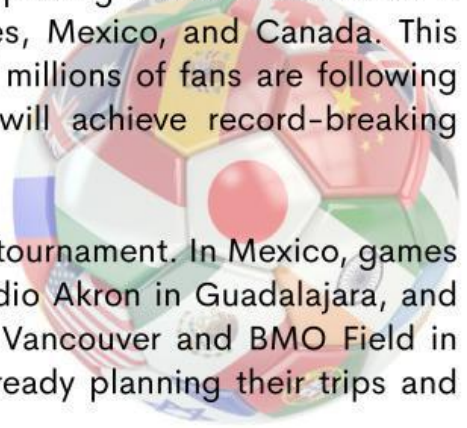 es, Mexico, and Canada. This
millions of fans are following
will achieve record-breaking
tournament. In Mexico, games
dio Akron in Guadalajara, and
Vancouver and BMO Field in
ready planning their trips and